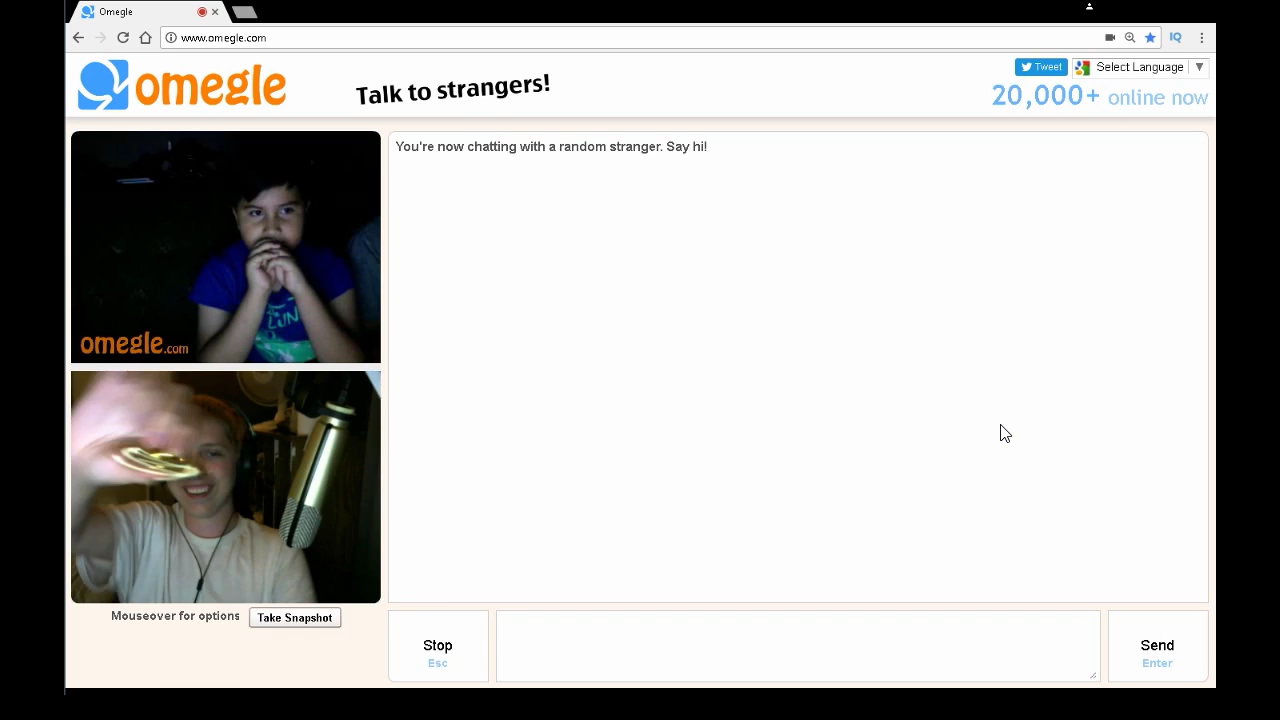 Omegle
www.omegle.com
IQ
omegle
Talk to strangers!
Tweet
Select Language
20,000+ online now
You're now chatting with a random stranger. Say hi!
omegle.com
Mouseover for options
Take Snapshot
Stop
Esc
Send
Enter